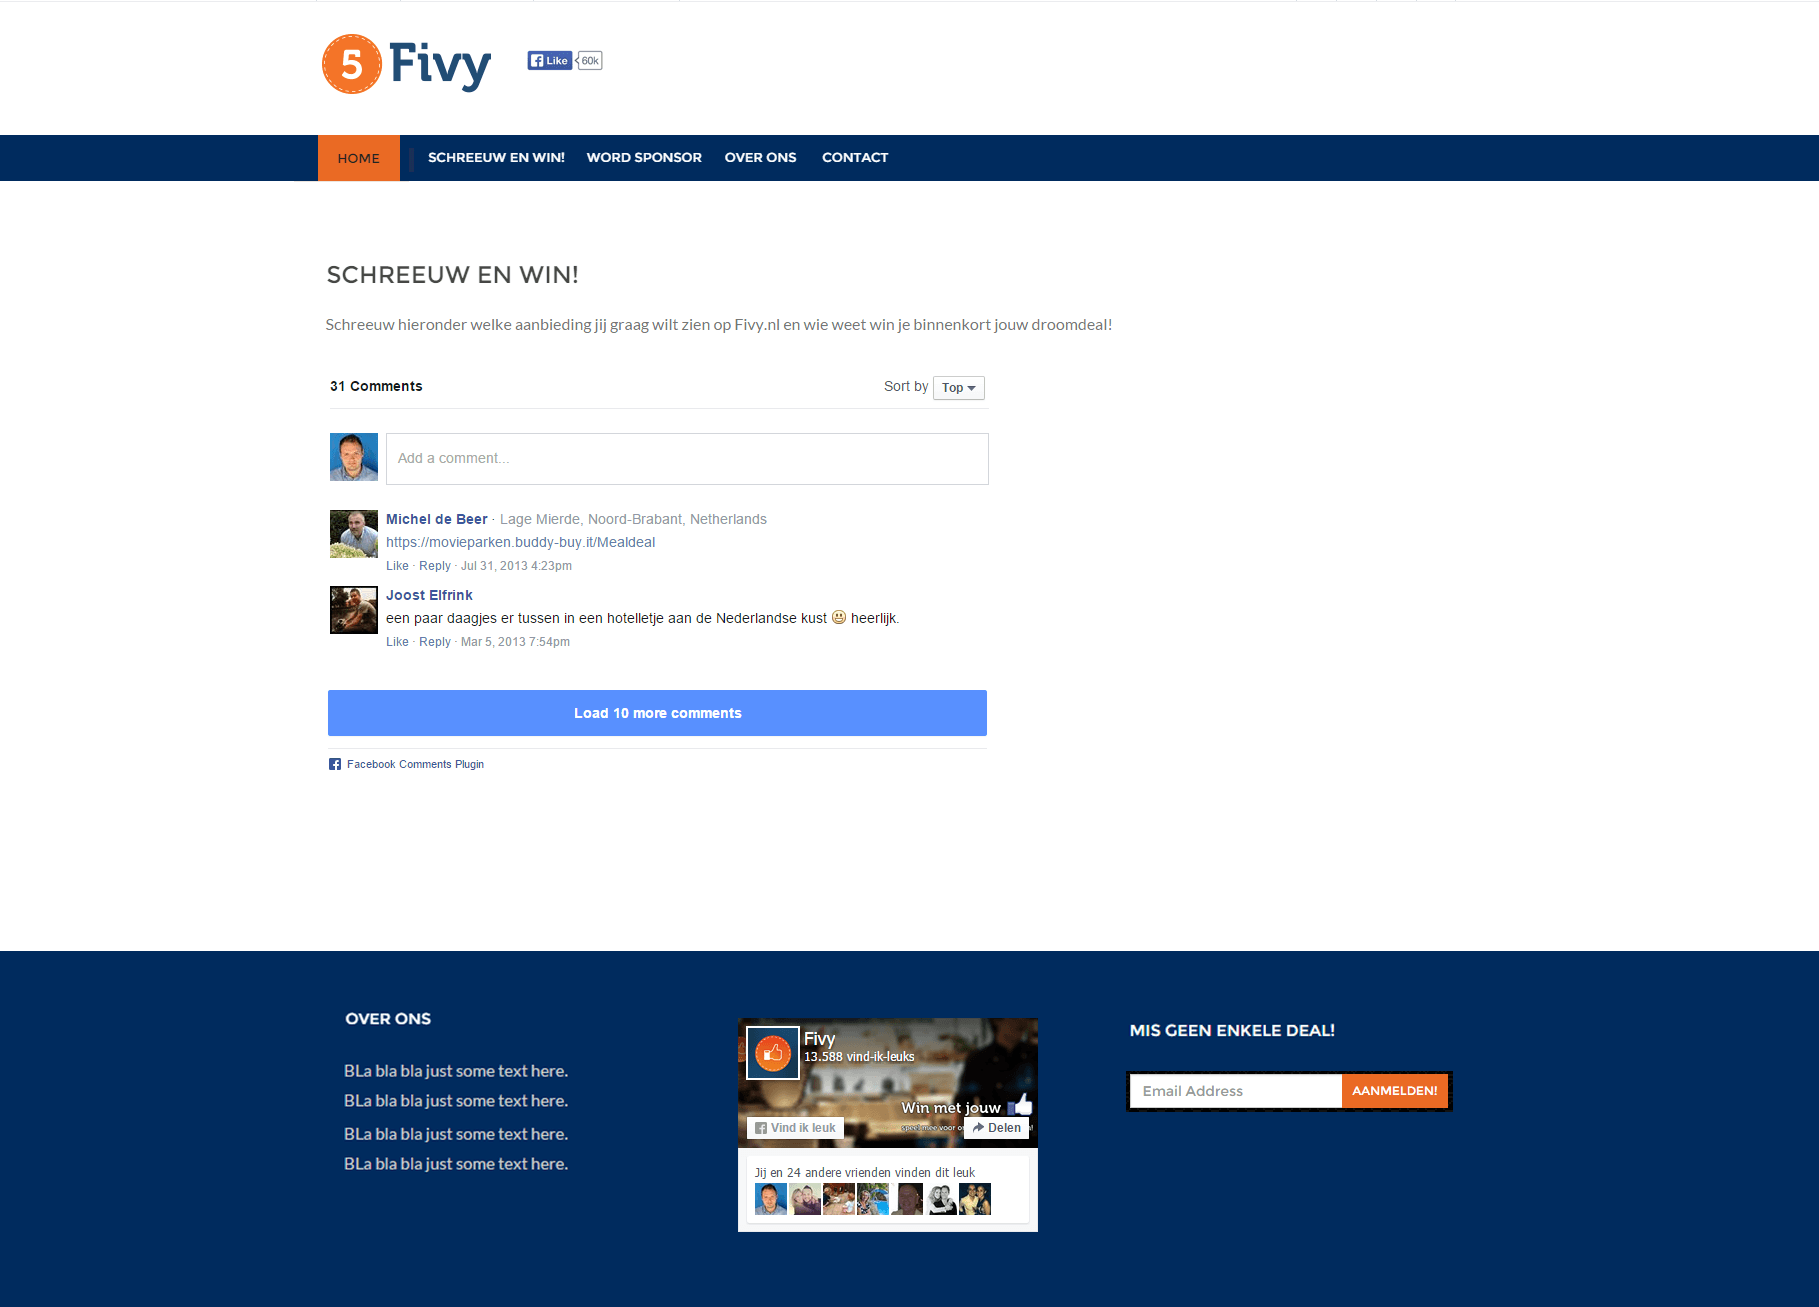 5 Fivy
Like 60k
HOME SCHREEUW EN WIN! WORD SPONSOR OVER ONS CONTACT
SCHREEUW EN WIN!
Schreeuw hieronder welke aanbieding jij graag wilt zien op Fivy.nl en wie weet win je binnenkort jouw droomdeal!
31 Comments Sort by Top
Add a comment...
Michel de Beer · Lage Mierde, Noord-Brabant, Netherlands
https://movieparken.buddy-buy.it/Mealdeal
Like · Reply · Jul 31, 2013 4:23pm
Joost Elfrink
een paar daagjes er tussen in een hotelletje aan de Nederlandse kust 😃 heerlijk.
Like · Reply · Mar 5, 2013 7:54pm
Load 10 more comments
Facebook Comments Plugin
OVER ONS
BLa bla bla just some text here.
BLa bla bla just some text here.
BLa bla bla just some text here.
BLa bla bla just some text here.
Fivy
13.588 vind-ik-leuks
Win met jouw
speel mee voor
Vind ik leuk Delen
Jij en 24 andere vrienden vinden dit leuk
MIS GEEN ENKELE DEAL!
Email Address AANMELDEN!